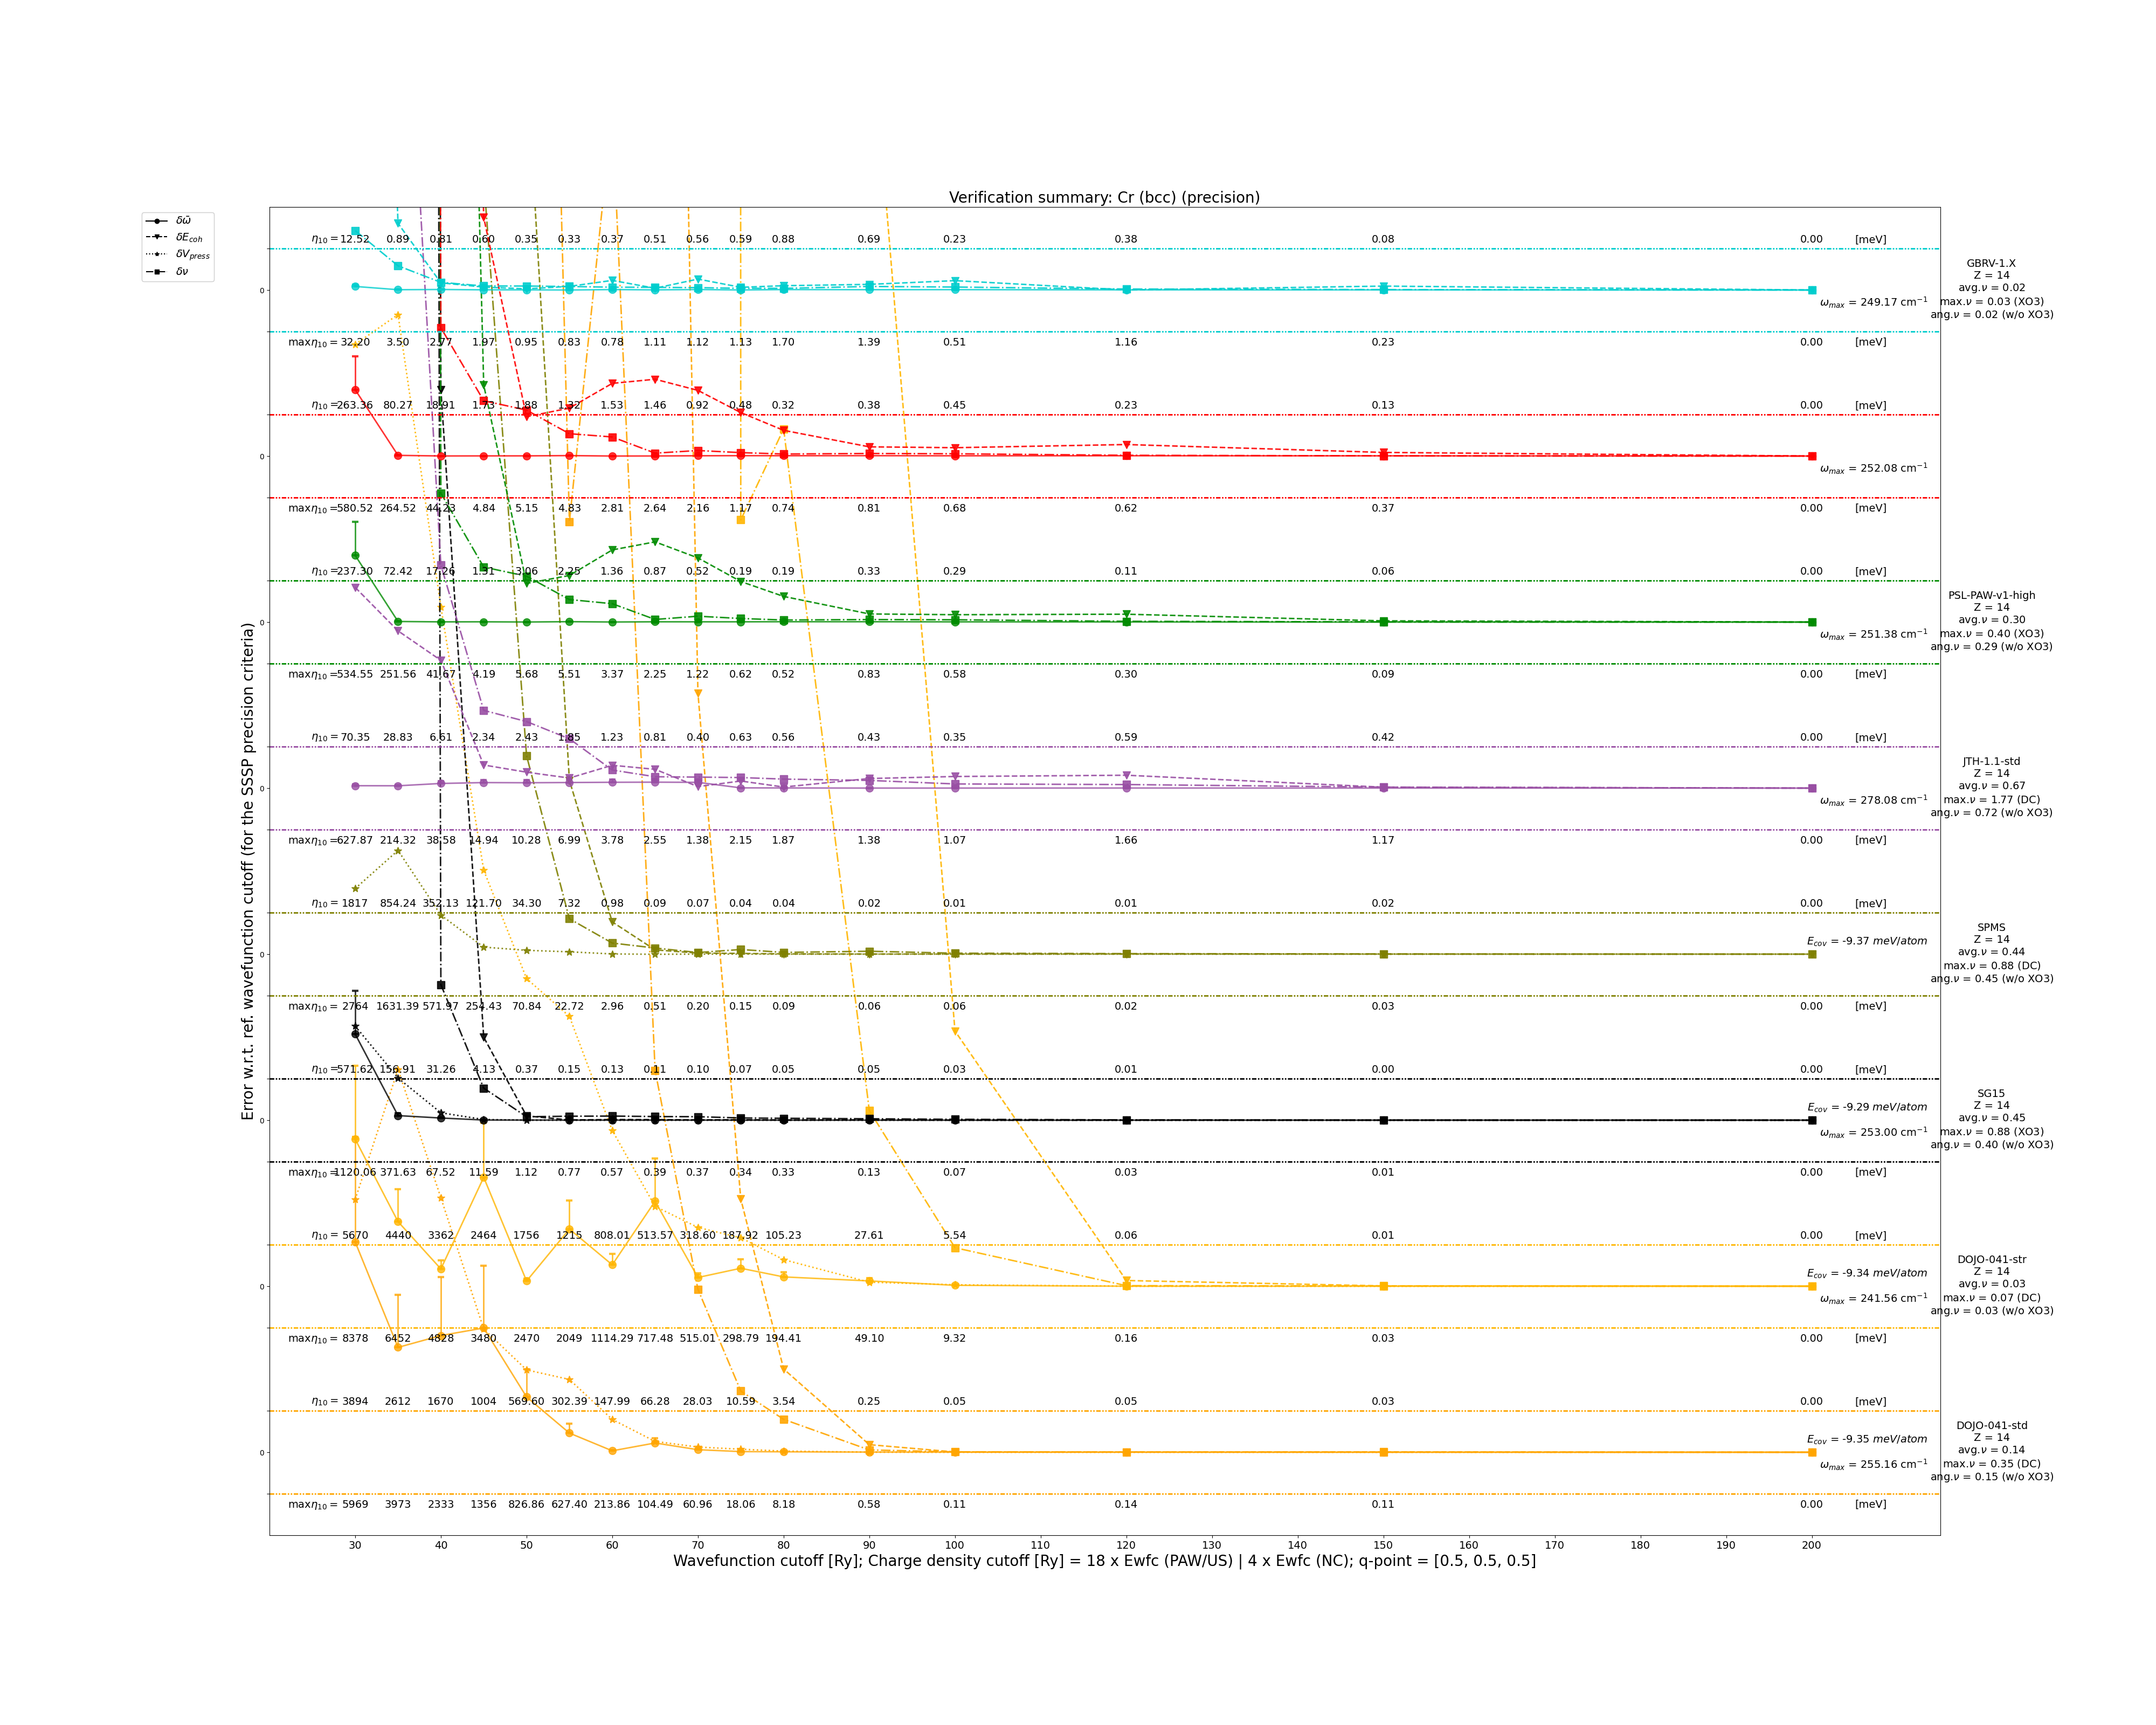 Verification summary: Cr (bcc) (precision)
δω̄
δE_coh
δV_press
δν
Error w.r.t. ref. wavefunction cutoff (for the SSSP precision criteria)
η₁₀ = 12.52 0.89 0.81 0.60 0.35 0.33 0.37 0.51 0.56 0.59 0.88 0.69 0.23 0.38 0.08 0.00 [meV]
0
GBRV-1.X
Z = 14
avg.ν = 0.02
max.ν = 0.03 (XO3)
ang.ν = 0.02 (w/o XO3)
ω_max = 249.17 cm⁻¹
maxη₁₀ = 32.20 3.50 2.77 1.97 0.95 0.83 0.78 1.11 1.12 1.13 1.70 1.39 0.51 1.16 0.23 0.00 [meV]
η₁₀ = 263.36 80.27 18.91 1.73 1.88 1.32 1.53 1.46 0.92 0.48 0.32 0.38 0.45 0.23 0.13 0.00 [meV]
0
ω_max = 252.08 cm⁻¹
maxη₁₀ = 580.52 264.52 44.23 4.84 5.15 4.83 2.81 2.64 2.16 1.17 0.74 0.81 0.68 0.62 0.37 0.00 [meV]
η₁₀ = 237.30 72.42 17.26 1.31 3.06 2.25 1.36 0.87 0.52 0.19 0.19 0.33 0.29 0.11 0.06 0.00 [meV]
0
PSL-PAW-v1-high
Z = 14
avg.ν = 0.30
max.ν = 0.40 (XO3)
ang.ν = 0.29 (w/o XO3)
ω_max = 251.38 cm⁻¹
maxη₁₀ = 534.55 251.56 41.67 4.19 5.68 5.51 3.37 2.25 1.22 0.62 0.52 0.83 0.58 0.30 0.09 0.00 [meV]
η₁₀ = 70.35 28.83 6.61 2.34 2.43 1.85 1.23 0.81 0.40 0.63 0.56 0.43 0.35 0.59 0.42 0.00 [meV]
0
JTH-1.1-std
Z = 14
avg.ν = 0.67
max.ν = 1.77 (DC)
ang.ν = 0.72 (w/o XO3)
ω_max = 278.08 cm⁻¹
maxη₁₀ = 627.87 214.32 38.58 14.94 10.28 6.99 3.78 2.55 1.38 2.15 1.87 1.38 1.07 1.66 1.17 0.00 [meV]
η₁₀ = 1817 854.24 352.13 121.70 34.30 7.32 0.98 0.09 0.07 0.04 0.04 0.02 0.01 0.01 0.02 0.00 [meV]
0
E_cov = -9.37 meV/atom
SPMS
Z = 14
avg.ν = 0.44
max.ν = 0.88 (DC)
ang.ν = 0.45 (w/o XO3)
maxη₁₀ = 2764 1631.39 571.97 254.43 70.84 22.72 2.96 0.51 0.20 0.15 0.09 0.06 0.06 0.02 0.03 0.00 [meV]
η₁₀ = 571.62 156.91 31.26 4.13 0.37 0.15 0.13 0.11 0.10 0.07 0.05 0.05 0.03 0.01 0.00 0.00 [meV]
0
E_cov = -9.29 meV/atom
SG15
Z = 14
avg.ν = 0.45
max.ν = 0.88 (XO3)
ang.ν = 0.40 (w/o XO3)
ω_max = 253.00 cm⁻¹
maxη₁₀ = 1120.06 371.63 67.52 11.59 1.12 0.77 0.57 0.39 0.37 0.34 0.33 0.13 0.07 0.03 0.01 0.00 [meV]
η₁₀ = 5670 4440 3362 2464 1756 1215 808.01 513.57 318.60 187.92 105.23 27.61 5.54 0.06 0.01 0.00 [meV]
0
E_cov = -9.34 meV/atom
DOJO-041-str
Z = 14
avg.ν = 0.03
max.ν = 0.07 (DC)
ang.ν = 0.03 (w/o XO3)
ω_max = 241.56 cm⁻¹
maxη₁₀ = 8378 6452 4828 3480 2470 2049 1114.29 717.48 515.01 298.79 194.41 49.10 9.32 0.16 0.03 0.00 [meV]
η₁₀ = 3894 2612 1670 1004 569.60 302.39 147.99 66.28 28.03 10.59 3.54 0.25 0.05 0.05 0.03 0.00 [meV]
0
E_cov = -9.35 meV/atom
DOJO-041-std
Z = 14
avg.ν = 0.14
max.ν = 0.35 (DC)
ang.ν = 0.15 (w/o XO3)
ω_max = 255.16 cm⁻¹
maxη₁₀ = 5969 3973 2333 1356 826.86 627.40 213.86 104.49 60.96 18.06 8.18 0.58 0.11 0.14 0.11 0.00 [meV]
30 40 50 60 70 80 90 100 110 120 130 140 150 160 170 180 190 200
Wavefunction cutoff [Ry]; Charge density cutoff [Ry] = 18 x Ewfc (PAW/US) | 4 x Ewfc (NC); q-point = [0.5, 0.5, 0.5]